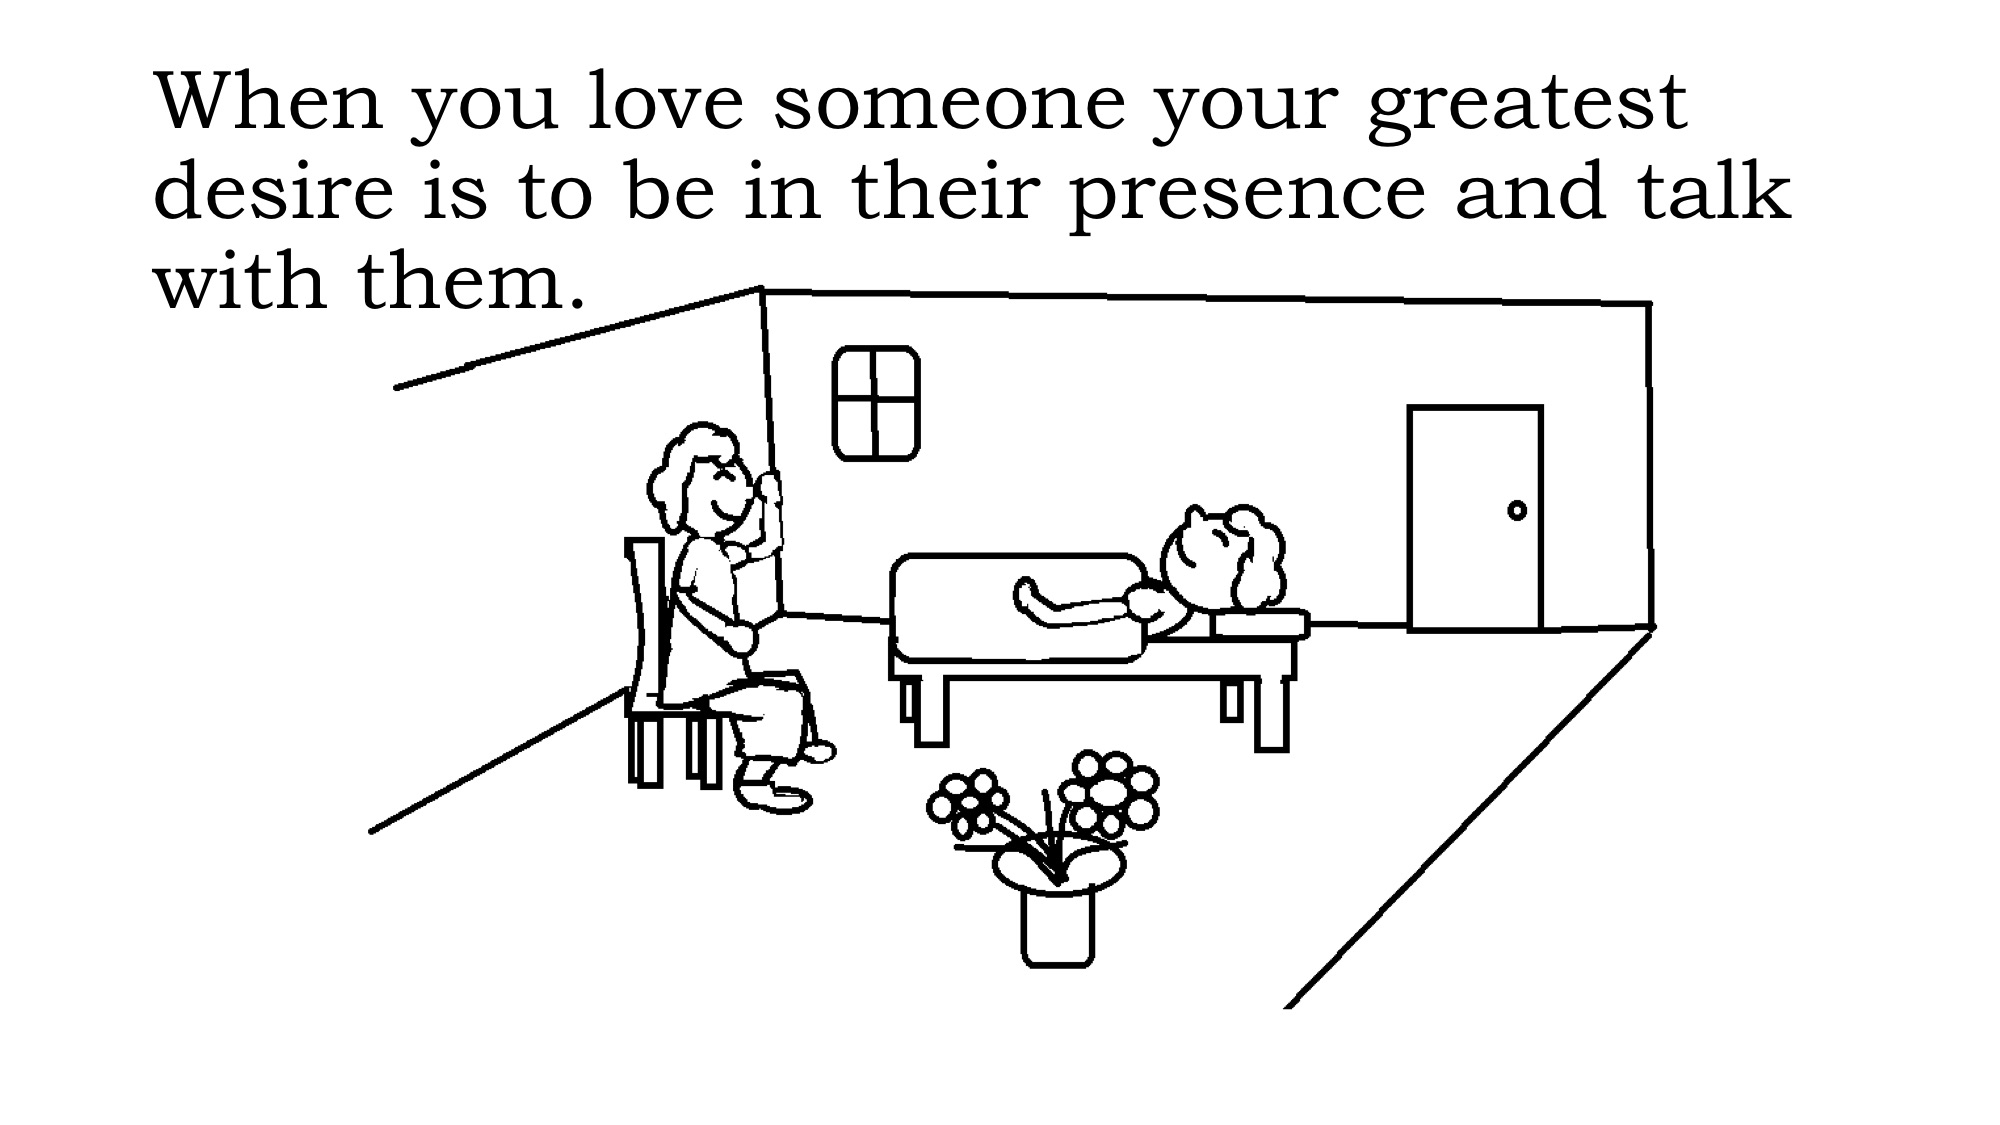 When you love someone your greatest
desire is to be in their presence and talk
with them.